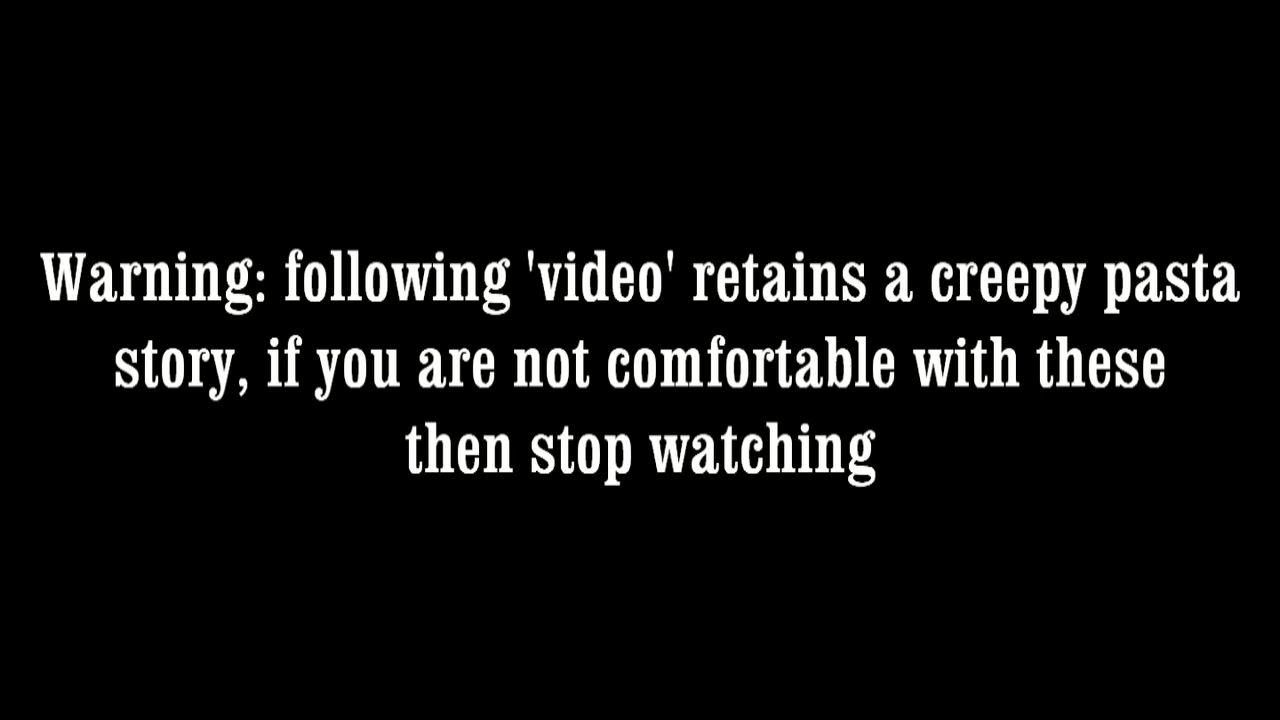 Warning: following 'video' retains a creepy pasta
story, if you are not comfortable with these
then stop watching